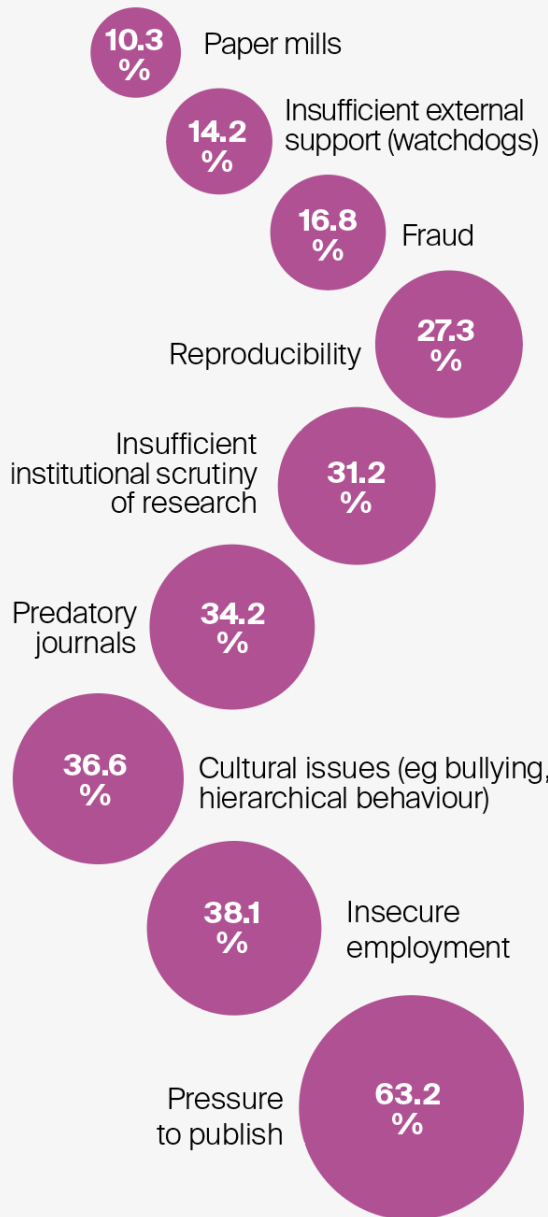 10.3
%
Paper mills
14.2
%
Insufficient external
support (watchdogs)
16.8
%
Fraud
27.3
%
Reproducibility
Insufficient
institutional scrutiny
of research
31.2
%
Predatory
journals
34.2
%
36.6
%
Cultural issues (eg bullying,
hierarchical behaviour)
38.1
%
Insecure
employment
Pressure
to publish
63.2
%